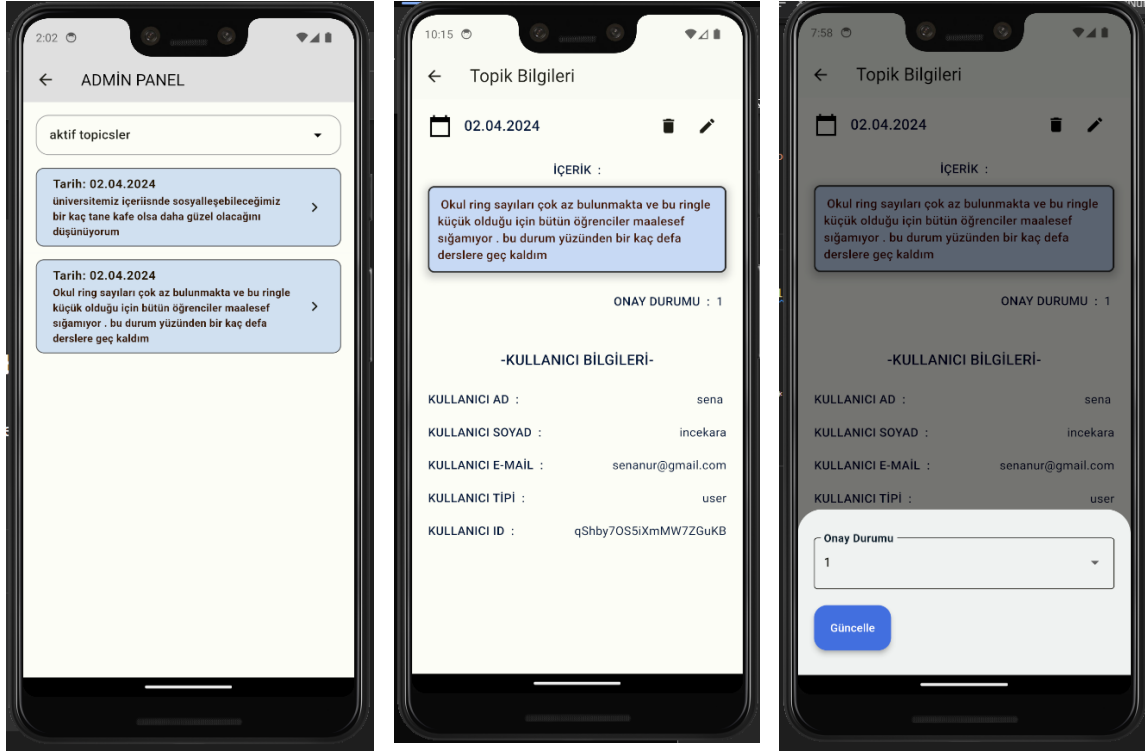 2:02
ADMİN PANEL
aktif topicsler
Tarih: 02.04.2024
üniversitemiz içeriisnde sosyalleşebileceğimiz
bir kaç tane kafe olsa daha güzel olacağını
düşünüyorum
Tarih: 02.04.2024
Okul ring sayıları çok az bulunmakta ve bu ringle
küçük olduğu için bütün öğrenciler maalesef
sığamıyor . bu durum yüzünden bir kaç defa
derslere geç kaldım
10:15
Topik Bilgileri
02.04.2024
İÇERİK :
Okul ring sayıları çok az bulunmakta ve bu ringle
küçük olduğu için bütün öğrenciler maalesef
sığamıyor . bu durum yüzünden bir kaç defa
derslere geç kaldım
ONAY DURUMU : 1
-KULLANICI BİLGİLERİ-
KULLANICI AD : sena
KULLANICI SOYAD : incekara
KULLANICI E-MAİL : senanur@gmail.com
KULLANICI TİPİ : user
KULLANICI ID : qShby7OS5iXmMW7ZGuKB
7:58
Topik Bilgileri
02.04.2024
İÇERİK :
Okul ring sayıları çok az bulunmakta ve bu ringle
küçük olduğu için bütün öğrenciler maalesef
sığamıyor . bu durum yüzünden bir kaç defa
derslere geç kaldım
ONAY DURUMU : 1
-KULLANICI BİLGİLERİ-
KULLANICI AD : sena
KULLANICI SOYAD : incekara
KULLANICI E-MAİL : senanur@gmail.com
KULLANICI TİPİ : user
Onay Durumu
1
Güncelle